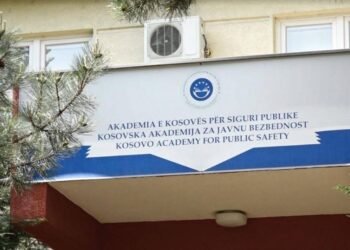 AKADEMIA E KOSOVËS PËR SIGURI PUBLIKE
KOSOVSKA AKADEMIJA ZA JAVNU BEZBEDNOST
KOSOVO ACADEMY FOR PUBLIC SAFETY